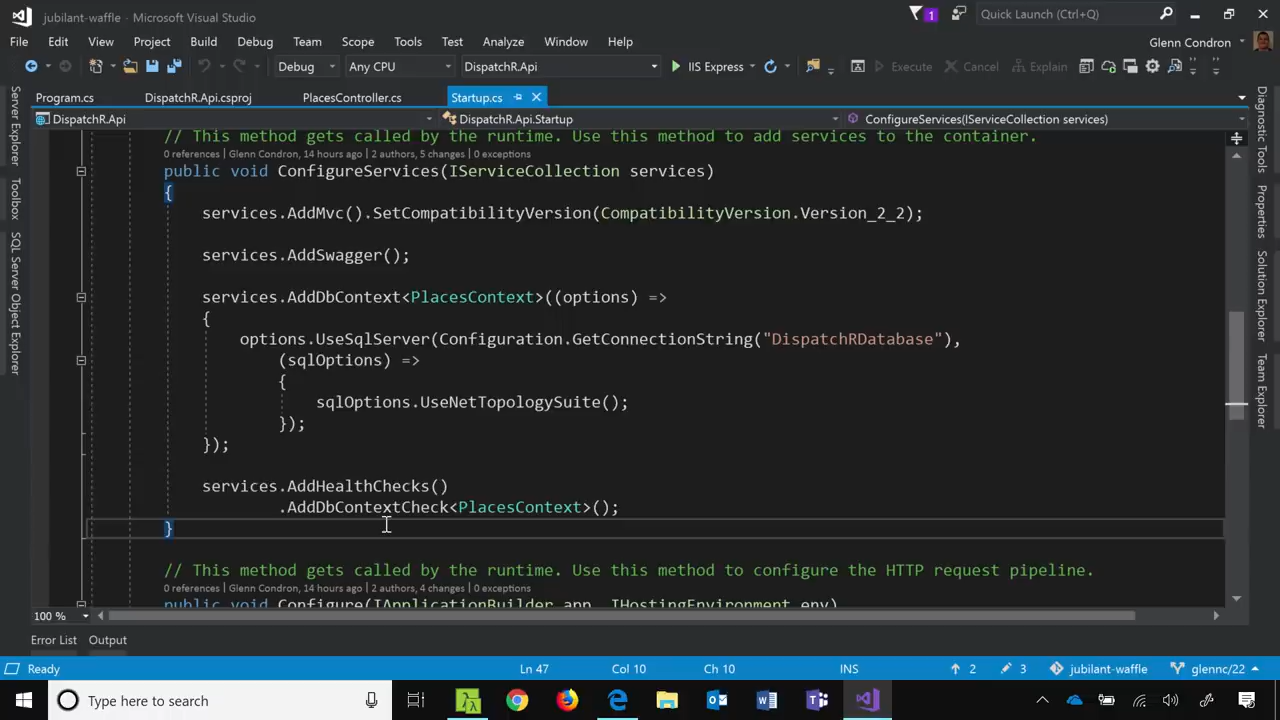 jubilant-waffle - Microsoft Visual Studio
1
Quick Launch (Ctrl+Q)
File Edit View Project Build Debug Team Scope Tools Test Analyze Window Help
Glenn Condron
Debug Any CPU DispatchR.Api IIS Express Execute Cancel Explain
Program.cs DispatchR.Api.csproj PlacesController.cs Startup.cs
DispatchR.Api DispatchR.Api.Startup ConfigureServices(IServiceCollection services)
Server Explorer
Toolbox
SQL Server Object Explorer
// This method gets called by the runtime. Use this method to add services to the container.
0 references | Glenn Condron, 14 hours ago | 2 authors, 5 changes | 0 exceptions
public void ConfigureServices(IServiceCollection services)
{
services.AddMvc().SetCompatibilityVersion(CompatibilityVersion.Version_2_2);
services.AddSwagger();
services.AddDbContext<PlacesContext>((options) =>
{
options.UseSqlServer(Configuration.GetConnectionString("DispatchRDatabase"),
(sqlOptions) =>
{
sqlOptions.UseNetTopologySuite();
});
});
services.AddHealthChecks()
.AddDbContextCheck<PlacesContext>();
}
// This method gets called by the runtime. Use this method to configure the HTTP request pipeline.
0 references | Glenn Condron, 14 hours ago | 2 authors, 4 changes | 0 exceptions
public void Configure(IApplicationBuilder app, IHostingEnvironment env)
Diagnostic Tools
Properties
Solution Explorer
Team Explorer
100 %
Error List Output
Ready Ln 47 Col 10 Ch 10 INS 2 3 jubilant-waffle glennc/22
Type here to search